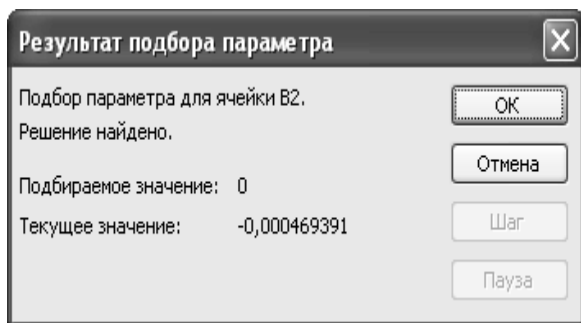 Результат подбора параметра
Подбор параметра для ячейки B2.
Решение найдено.
Подбираемое значение: 0
Текущее значение: -0,000469391
ОК
Отмена
Шаг
Пауза